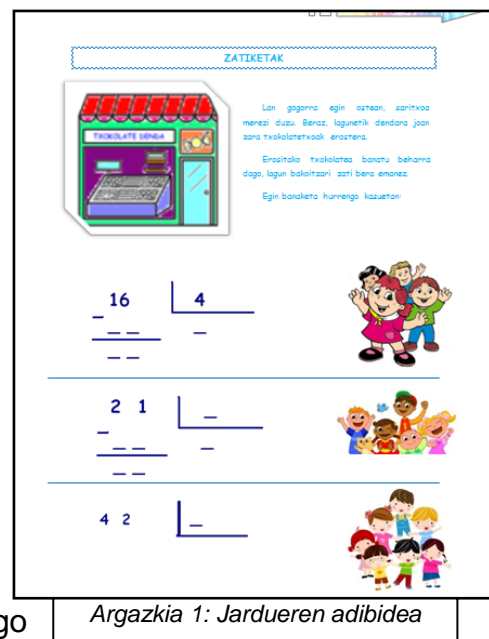 ZATIKETAK
TXOKOLATE DENDA
Lan gogorra egin ostean, saritxoa
merezi duzu. Beraz, lagunetik dendara joan
zara txokolatetxoak erostera.
Erositako txokolatea banatu beharra
dago, lagun bakoitzari zati bera emanez.
Egin banaketa hurrengo kasuetan:
16 4
2 1
4 2
go
Argazkia 1: Jardueren adibidea